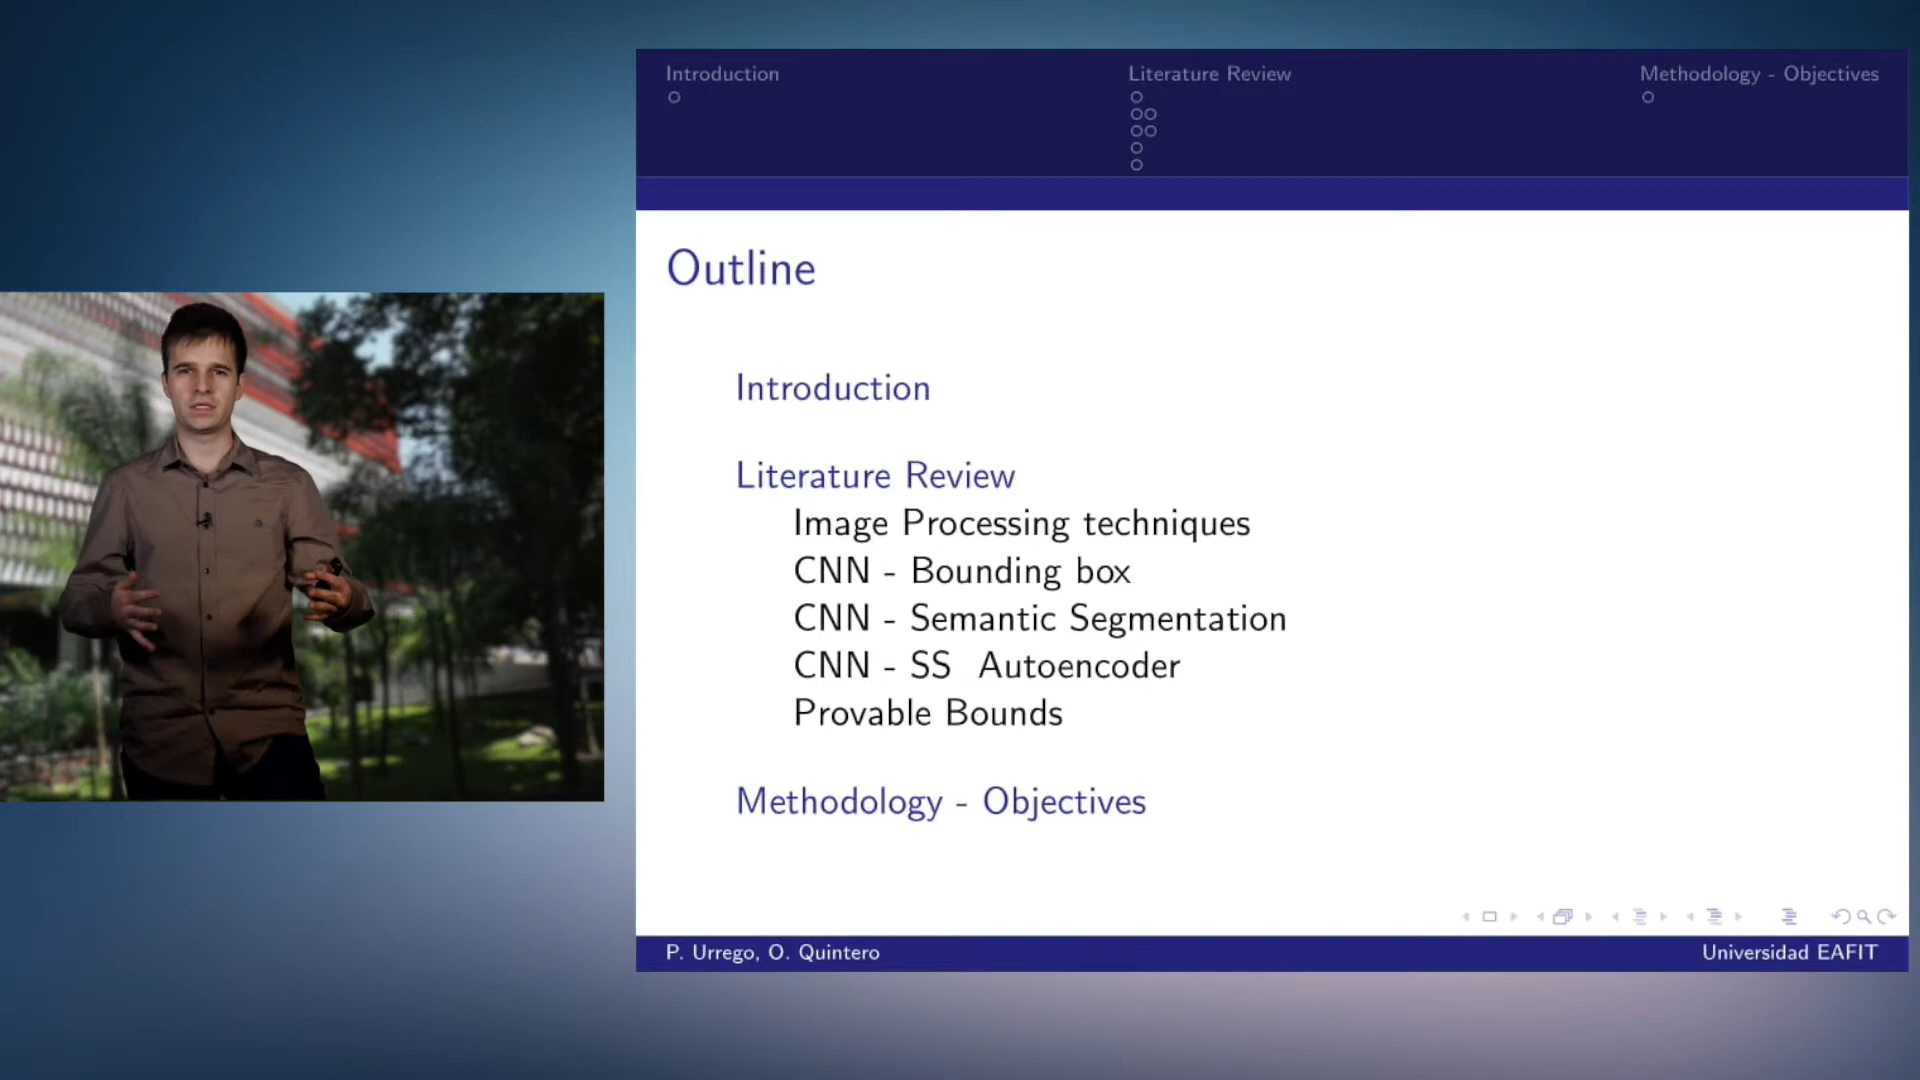 Introduction
Literature Review
Methodology - Objectives
Outline
Introduction
Literature Review
Image Processing techniques
CNN - Bounding box
CNN - Semantic Segmentation
CNN - SS Autoencoder
Provable Bounds
Methodology - Objectives
P. Urrego, O. Quintero
Universidad EAFIT